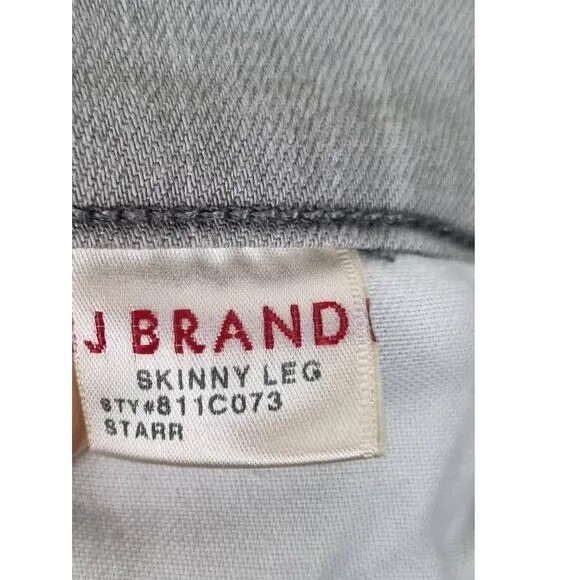 J BRAND
SKINNY LEG
STY#811C073
STARR